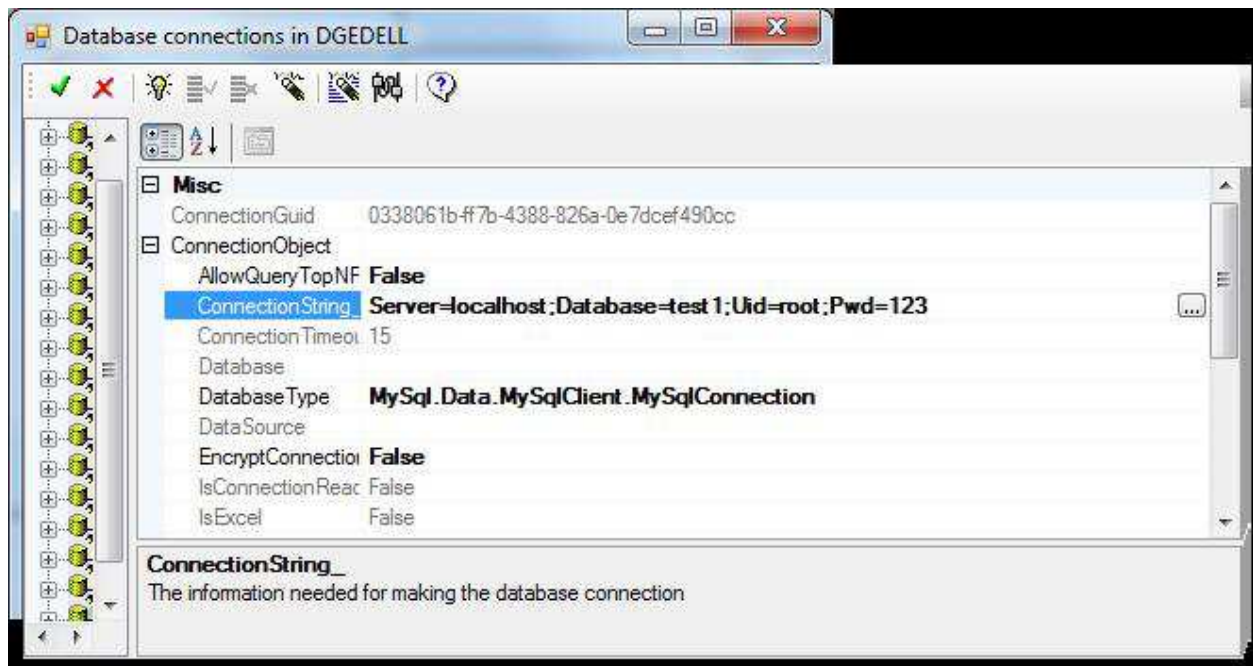 Database connections in DGEDELL
Misc
ConnectionGuid 0338061b-ff7b-4388-826a-0e7dcef490cc
ConnectionObject
AllowQueryTopNF False
ConnectionString_ Server=localhost;Database=test1;Uid=root;Pwd=123
...
ConnectionTimeou 15
Database
DatabaseType MySql.Data.MySqlClient.MySqlConnection
DataSource
EncryptConnection False
IsConnectionReac False
IsExcel False
ConnectionString_
The information needed for making the database connection